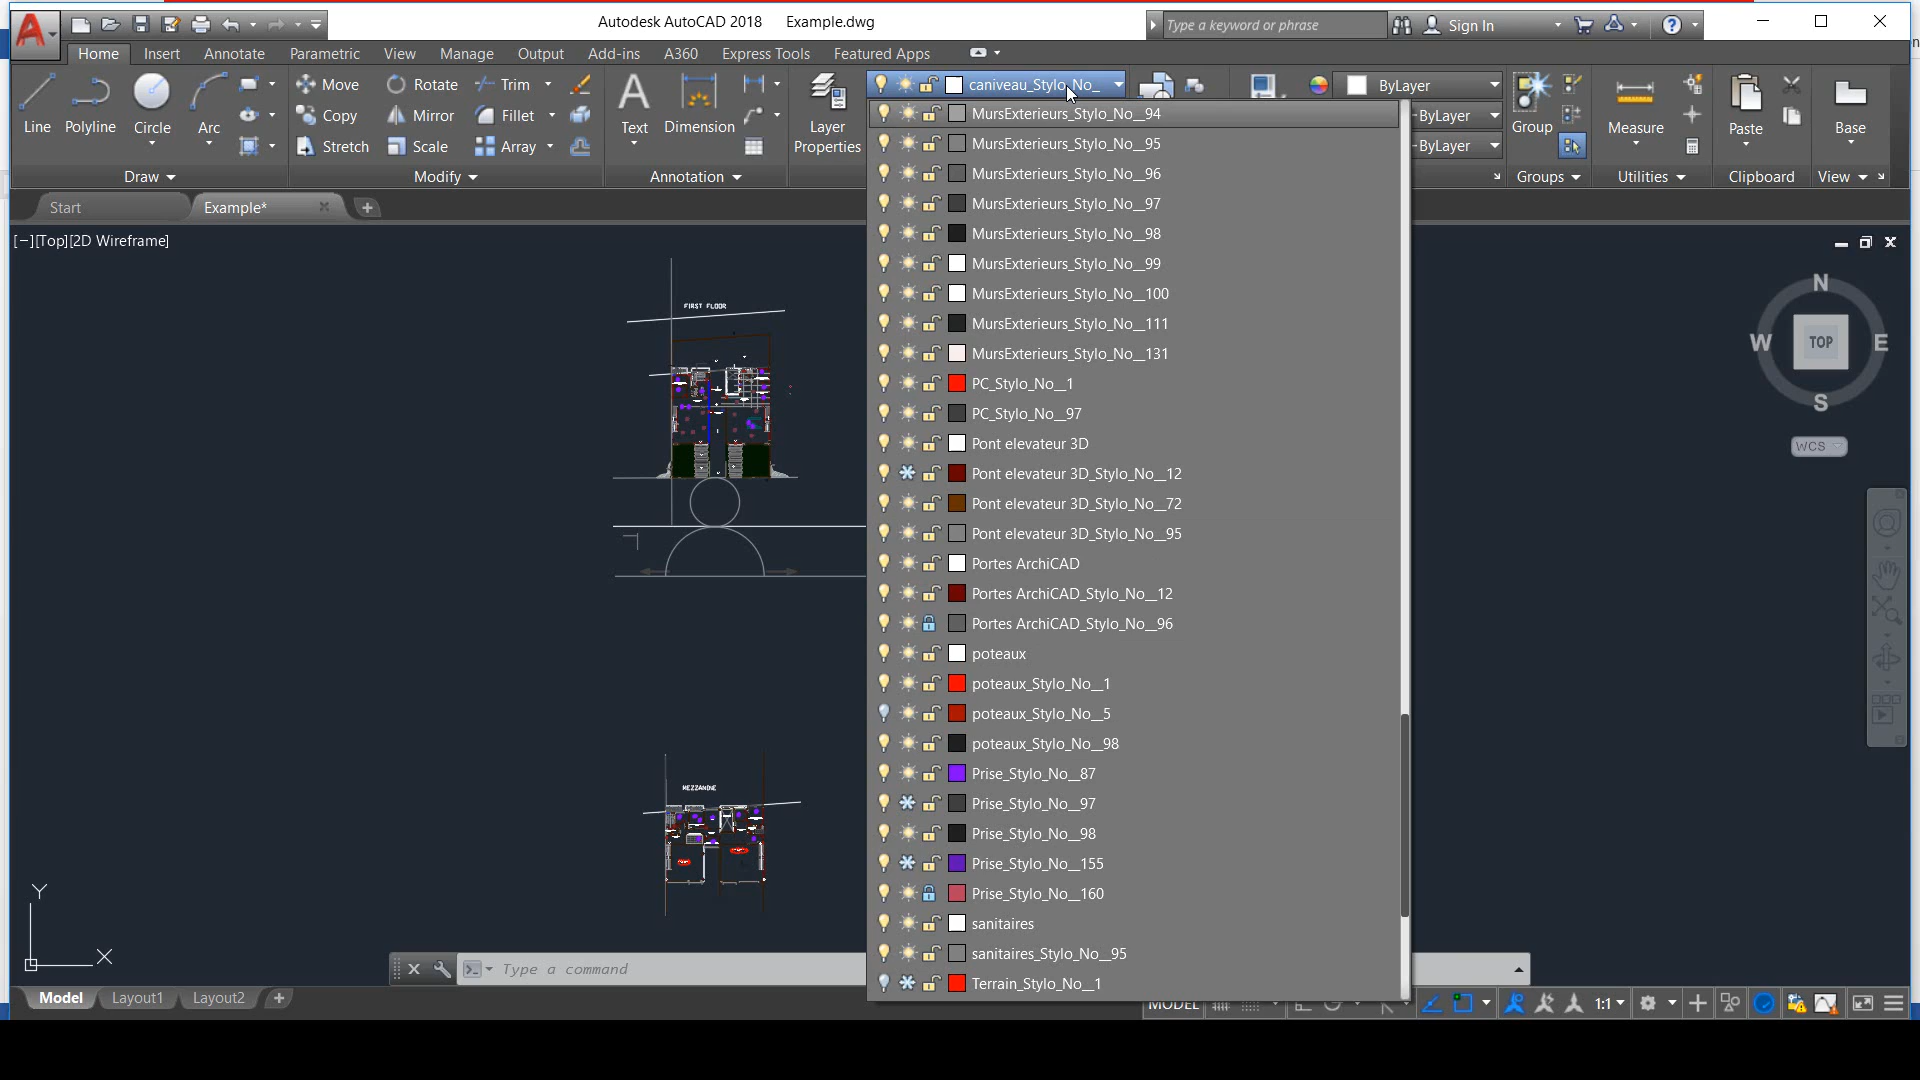 Autodesk AutoCAD 2018 Example.dwg
Type a keyword or phrase
Sign In
Home Insert Annotate Parametric View Manage Output Add-ins A360 Express Tools Featured Apps
Line
Polyline
Circle
Arc
Move
Copy
Stretch
Rotate
Mirror
Scale
Trim
Fillet
Array
Text
Dimension
Layer
Properties
caniveau_Stylo_No_
ByLayer
ByLayer
ByLayer
Group
Measure
Paste
Base
Draw
Modify
Annotation
Groups
Utilities
Clipboard
View
Start
Example*
[−][Top][2D Wireframe]
MursExterieurs_Stylo_No__94
MursExterieurs_Stylo_No__95
MursExterieurs_Stylo_No__96
MursExterieurs_Stylo_No__97
MursExterieurs_Stylo_No__98
MursExterieurs_Stylo_No__99
MursExterieurs_Stylo_No__100
MursExterieurs_Stylo_No__111
MursExterieurs_Stylo_No__131
PC_Stylo_No__1
PC_Stylo_No__97
Pont elevateur 3D
Pont elevateur 3D_Stylo_No__12
Pont elevateur 3D_Stylo_No__72
Pont elevateur 3D_Stylo_No__95
Portes ArchiCAD
Portes ArchiCAD_Stylo_No__12
Portes ArchiCAD_Stylo_No__96
poteaux
poteaux_Stylo_No__1
poteaux_Stylo_No__5
poteaux_Stylo_No__98
Prise_Stylo_No__87
Prise_Stylo_No__97
Prise_Stylo_No__98
Prise_Stylo_No__155
Prise_Stylo_No__160
sanitaires
sanitaires_Stylo_No__95
Terrain_Stylo_No__1
FIRST FLOOR
MEZZANINE
N
W TOP E
S
WCS
Y
X
Type a command
Model Layout1 Layout2
MODEL
1:1